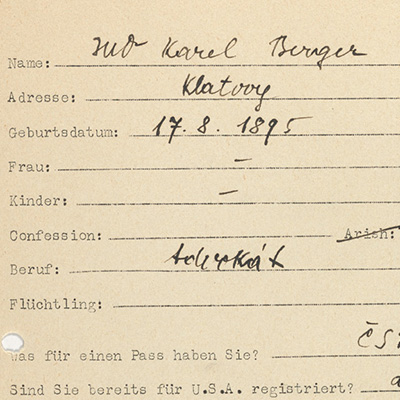 Name: JUDr Karel Berger
Adresse: Klatovy
Geburtsdatum: 17. 8. 1895
Frau: –
Kinder: –
Confession: Arish:
Beruf: advokát
Flüchtling:
Was für einen Pass haben Sie? ČS
Sind Sie bereits für U.S.A. registriert?